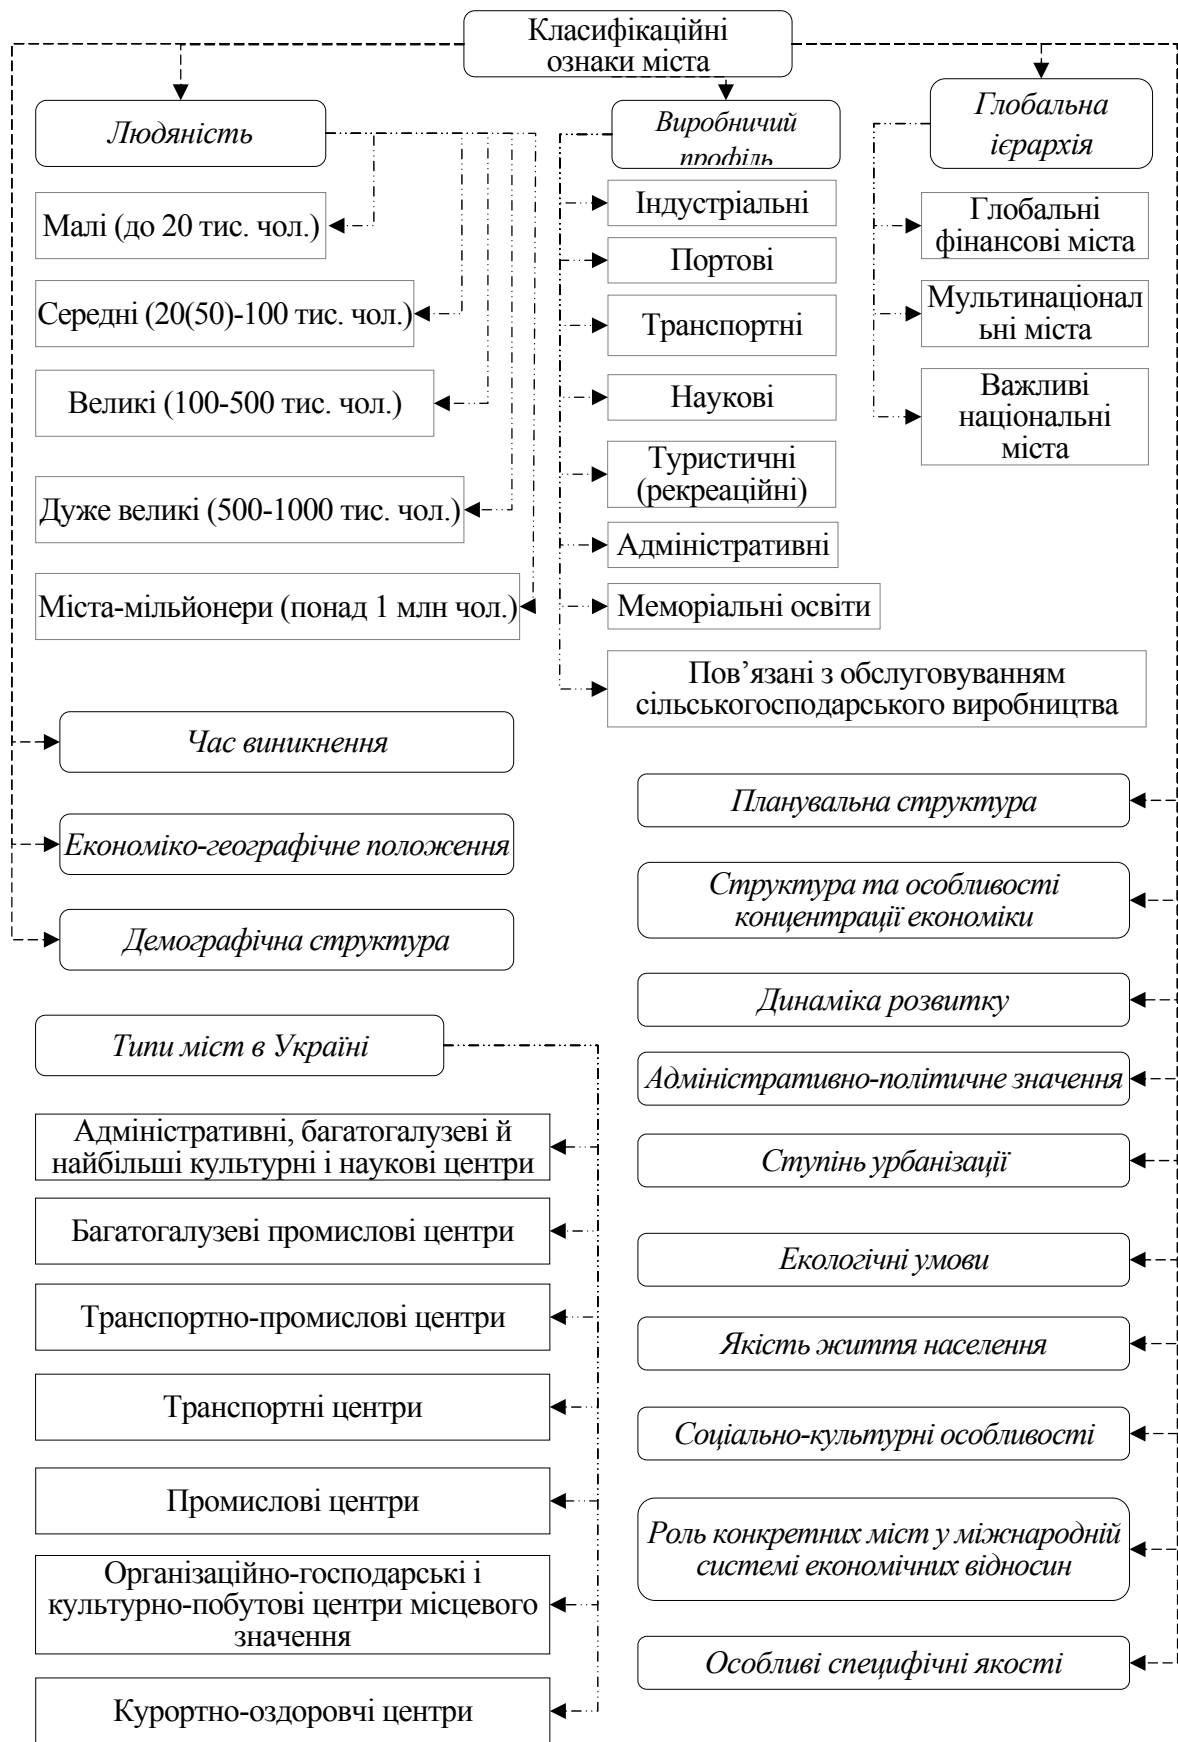 Класифікаційні
ознаки міста
Людяність
Малі (до 20 тис. чол.)
Середні (20(50)-100 тис. чол.)
Великі (100-500 тис. чол.)
Дуже великі (500-1000 тис. чол.)
Міста-мільйонери (понад 1 млн чол.)
Виробничий
профіль
Індустріальні
Портові
Транспортні
Наукові
Туристичні
(рекреаційні)
Адміністративні
Меморіальні освіти
Пов’язані з обслуговуванням
сільськогосподарського виробництва
Глобальна
ієрархія
Глобальні
фінансові міста
Мультинаціонал
ьні міста
Важливі
національні
міста
Час виникнення
Економіко-географічне положення
Демографічна структура
Планувальна структура
Структура та особливості
концентрації економіки
Динаміка розвитку
Адміністративно-політичне значення
Ступінь урбанізації
Екологічні умови
Якість життя населення
Соціально-культурні особливості
Роль конкретних міст у міжнародній
системі економічних відносин
Особливі специфічні якості
Типи міст в Україні
Адміністративні, багатогалузеві й
найбільші культурні і наукові центри
Багатогалузеві промислові центри
Транспортно-промислові центри
Транспортні центри
Промислові центри
Організаційно-господарські і
культурно-побутові центри місцевого
значення
Курортно-оздоровчі центри